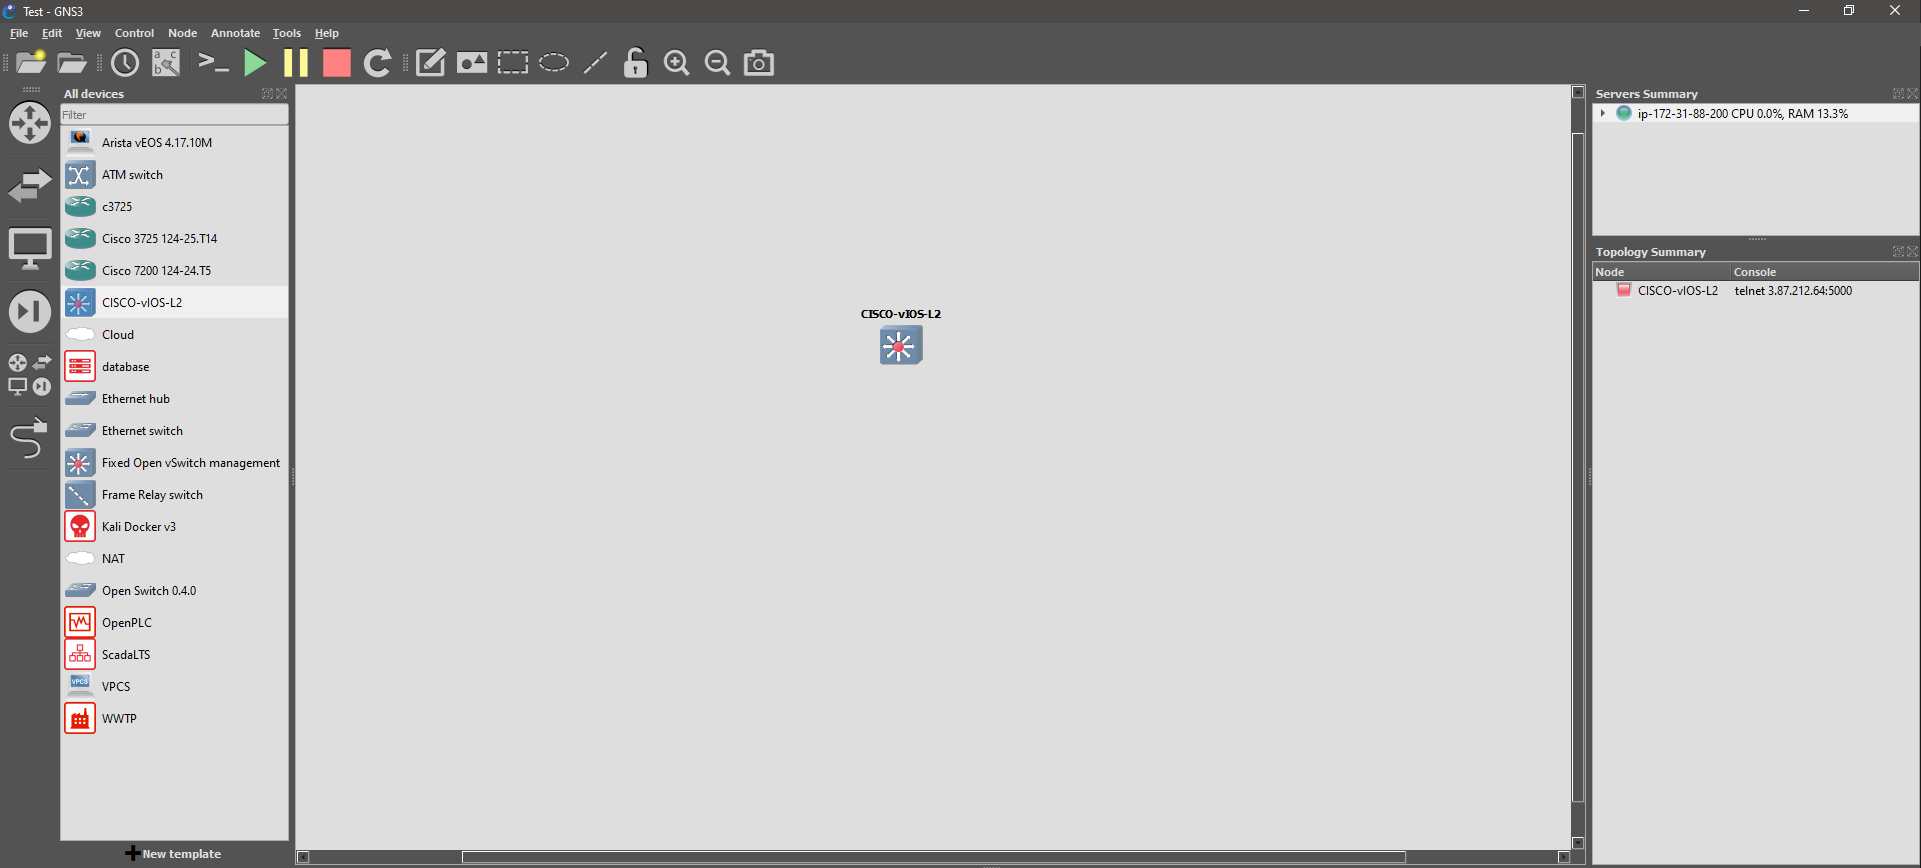 Test - GNS3
File Edit View Control Node Annotate Tools Help
All devices
Filter
Arista vEOS 4.17.10M
ATM switch
c3725
Cisco 3725 124-25.T14
Cisco 7200 124-24.T5
CISCO-vIOS-L2
Cloud
database
Ethernet hub
Ethernet switch
Fixed Open vSwitch management
Frame Relay switch
Kali Docker v3
NAT
Open Switch 0.4.0
OpenPLC
ScadaLTS
VPCS
VPCS
WWTP
New template
CISCO-vIOS-L2
Servers Summary
ip-172-31-88-200 CPU 0.0%, RAM 13.3%
Topology Summary
Node Console
CISCO-vIOS-L2 telnet 3.87.212.64:5000